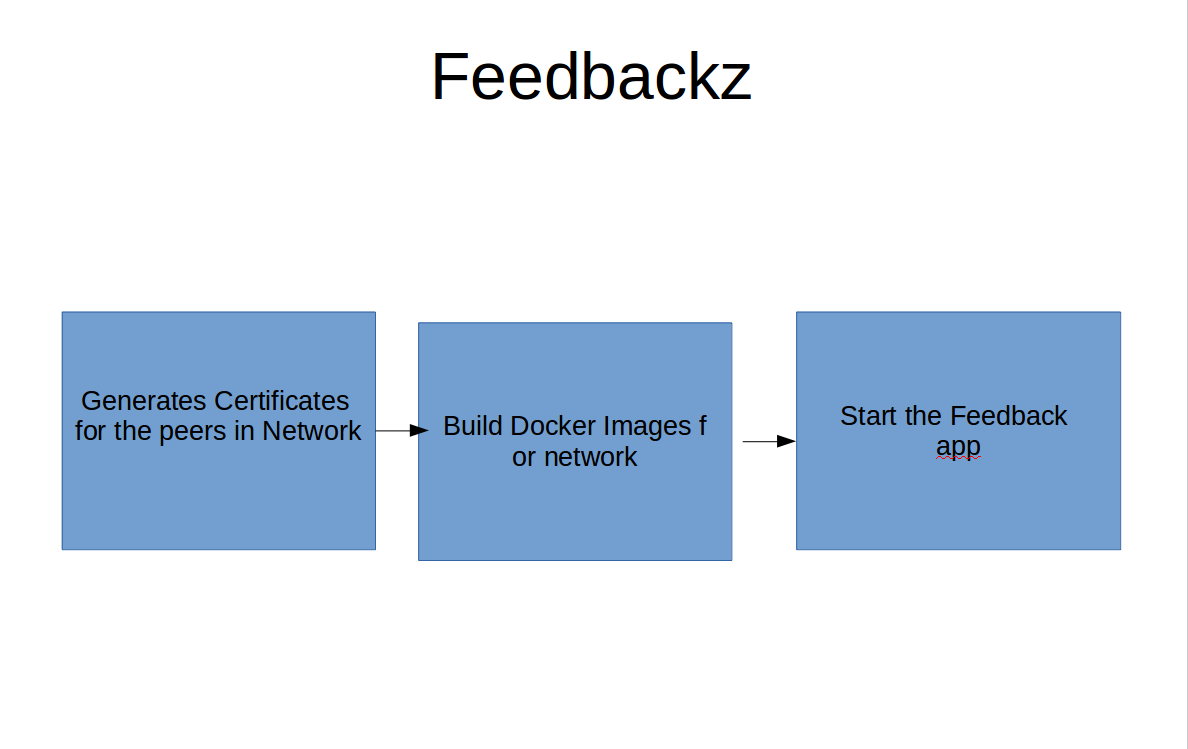 Feedbackz
Generates Certificates
for the peers in Network
Build Docker Images f
or network
Start the Feedback
app